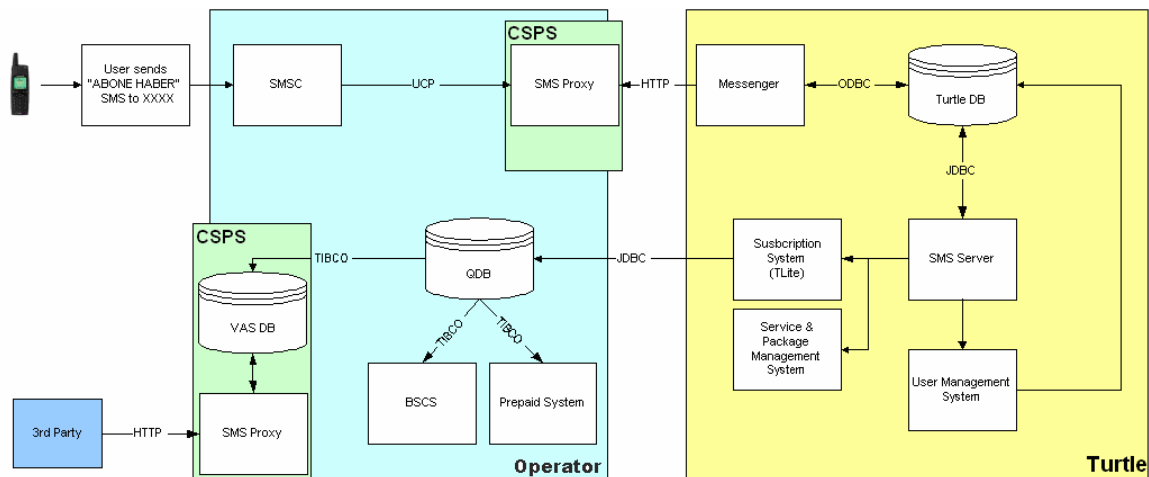 CSPS
User sends
"ABONE HABER"
SMS to XXXX
SMSC
UCP
SMS Proxy
HTTP
Messenger
ODBC
Turtle DB
JDBC
CSPS
TIBCO
VAS DB
QDB
JDBC
Susbcription
System
(TLite)
SMS Server
TIBCO
TIBCO
Service &
Package
Management
System
BSCS
Prepaid System
User Management
System
3rd Party
HTTP
SMS Proxy
Operator
Turtle